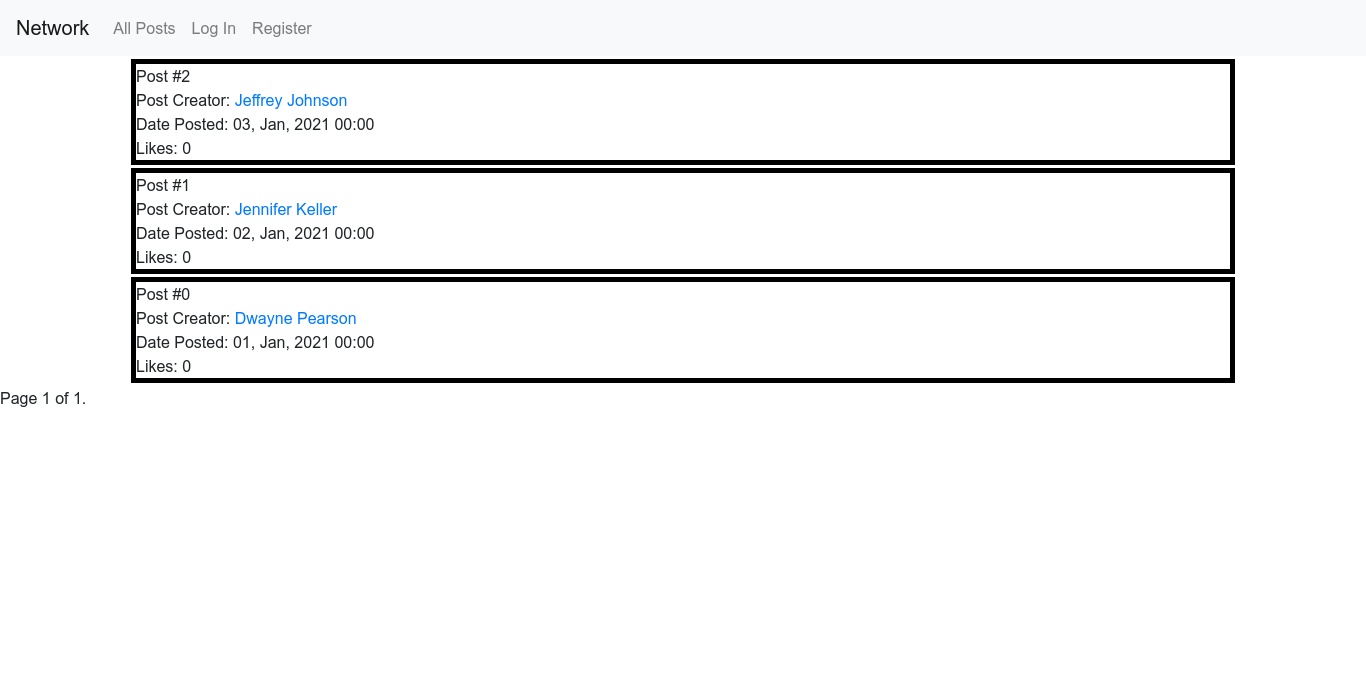 Network All Posts Log In Register
Post #2
Post Creator: Jeffrey Johnson
Date Posted: 03, Jan, 2021 00:00
Likes: 0
Post #1
Post Creator: Jennifer Keller
Date Posted: 02, Jan, 2021 00:00
Likes: 0
Post #0
Post Creator: Dwayne Pearson
Date Posted: 01, Jan, 2021 00:00
Likes: 0
Page 1 of 1.